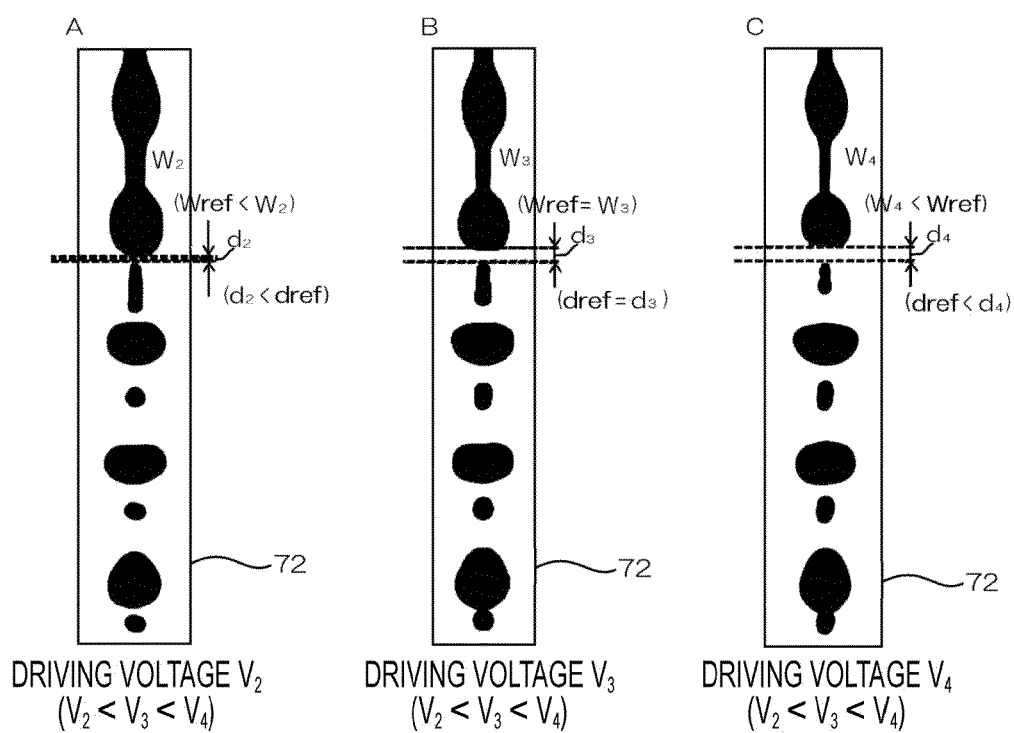 A
W₂
(Wref < W₂)
d₂
(d₂ < dref)
72
DRIVING VOLTAGE V₂
(V₂ < V₃ < V₄)
B
W₃
(Wref = W₃)
d₃
(dref = d₃)
72
DRIVING VOLTAGE V₃
(V₂ < V₃ < V₄)
C
W₄
(W₄ < Wref)
d₄
(dref < d₄)
72
DRIVING VOLTAGE V₄
(V₂ < V₃ < V₄)